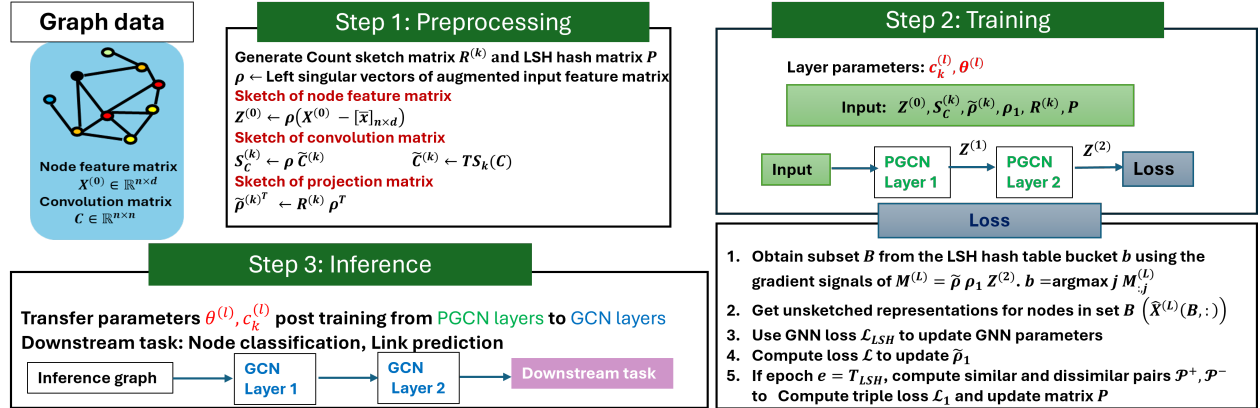 Graph data
Node feature matrix
X^{(0)} ∈ ℝ^{n×d}
Convolution matrix
C ∈ ℝ^{n×n}
Step 1: Preprocessing
Generate Count sketch matrix R^{(k)} and LSH hash matrix P
ρ ← Left singular vectors of augmented input feature matrix
Sketch of node feature matrix
Z^{(0)} ← ρ(X^{(0)} − [x̃]_{n×d})
Sketch of convolution matrix
S_C^{(k)} ← ρ C̃^{(k)} C̃^{(k)} ← TS_k(C)
Sketch of projection matrix
ρ̃^{(k)^T} ← R^{(k)} ρ^T
Step 2: Training
Layer parameters: c_k^{(l)}, θ^{(l)}
Input: Z^{(0)}, S_C^{(k)}, ρ̃^{(k)}, ρ_1, R^{(k)}, P
Input
PGCN
Layer 1
Z^{(1)}
PGCN
Layer 2
Z^{(2)}
Loss
Loss
1. Obtain subset B from the LSH hash table bucket b using the
gradient signals of M^{(L)} = ρ̃ ρ_1 Z^{(2)}. b =argmax j M_{:,j}^{(L)}
2. Get unsketched representations for nodes in set B (X̂^{(L)}(B,:))
3. Use GNN loss ℒ_{LSH} to update GNN parameters
4. Compute loss ℒ to update ρ̃_1
5. If epoch e = T_{LSH}, compute similar and dissimilar pairs 𝒫^+, 𝒫^−
to Compute triple loss ℒ_1 and update matrix P
Step 3: Inference
Transfer parameters θ^{(l)}, c_k^{(l)} post training from PGCN layers to GCN layers
Downstream task: Node classification, Link prediction
Inference graph
GCN
Layer 1
GCN
Layer 2
Downstream task